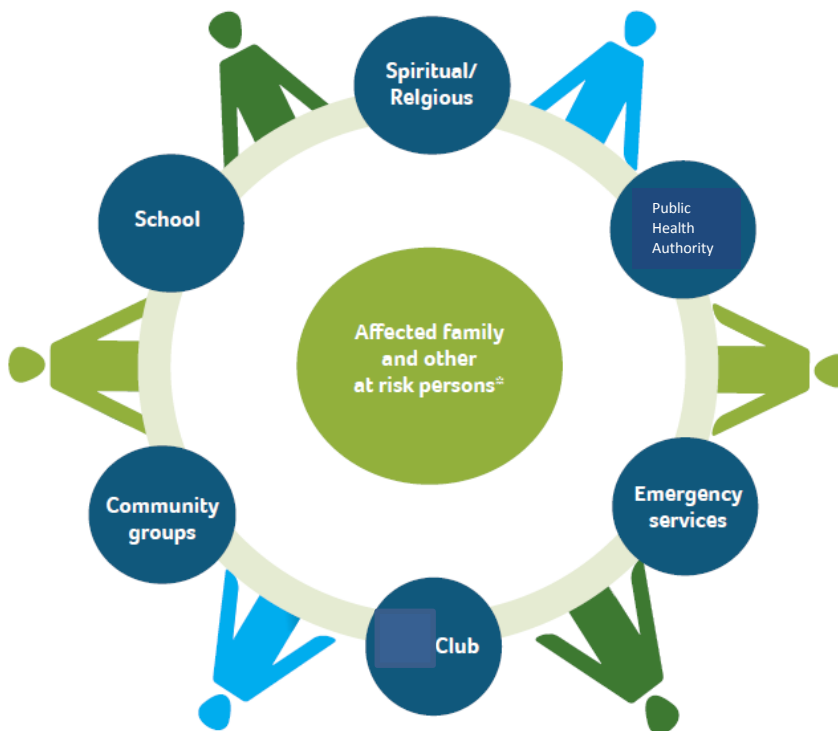 Spiritual/
Relgious
School
Public
Health
Authority
Affected family
and other
at risk persons*
Community
groups
Emergency
services
Club